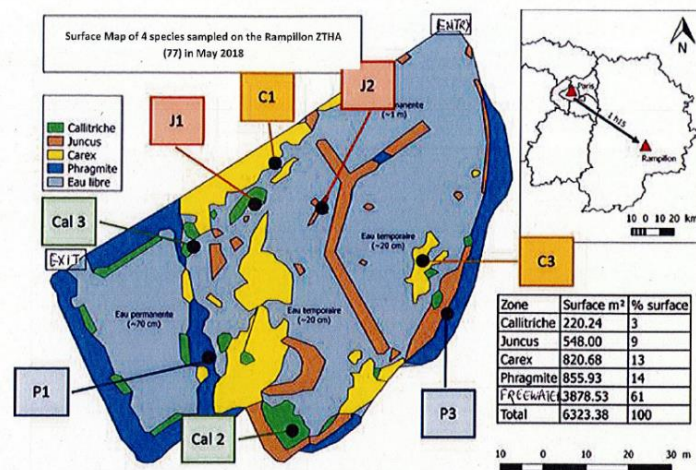 Surface Map of 4 species sampled on the Rampillon ZTHA
(77) in May 2018
ENTRY
N
Paris
1 h15
Rampillon
10 0 10 20 km
J1
C1
J2
(~1 m)
Callitriche
Juncus
Carex
Phragmite
Eau libre
Cal 3
EXIT
Eau temporaire
(~20 cm)
C3
Eau permanente
(~70 cm)
Eau temporaire
(~20 cm)
P1
P3
Cal 2
Zone Surface m² % surface
Callitriche 220.24 3
Juncus 548.00 9
Carex 820.68 13
Phragmite 855.93 14
FREEWATER 3878.53 61
Total 6323.38 100
10 0 10 20 30 m